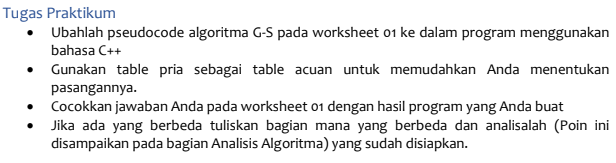 Tugas Praktikum
• Ubahlah pseudocode algoritma G-S pada worksheet 01 ke dalam program menggunakan
bahasa C++
• Gunakan table pria sebagai table acuan untuk memudahkan Anda menentukan
pasangannya.
• Cocokkan jawaban Anda pada worksheet 01 dengan hasil program yang Anda buat
• Jika ada yang berbeda tuliskan bagian mana yang berbeda dan analisalah (Poin ini
disampaikan pada bagian Analisis Algoritma) yang sudah disiapkan.